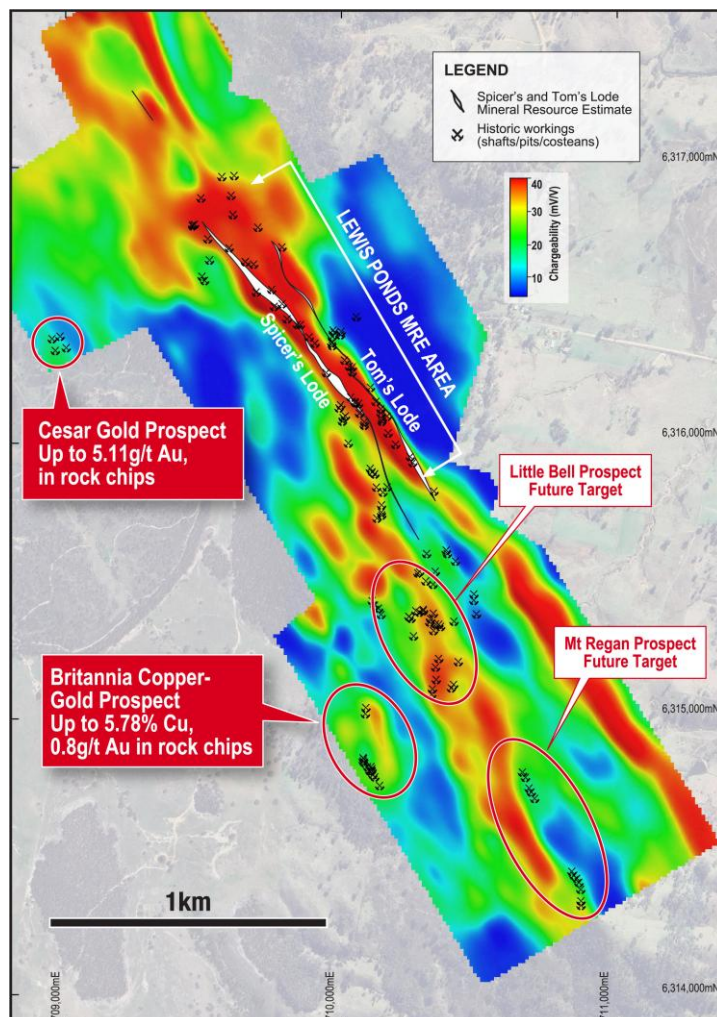 LEGEND
Spicer's and Tom's Lode
Mineral Resource Estimate
Historic workings
(shafts/pits/costeans)
6,317,000mN
40
30
20
10
Chargeability (mV/V)
LEWIS PONDS MRE AREA
Spicer's Lode
Tom's Lode
Cesar Gold Prospect
Up to 5.11g/t Au,
in rock chips
6,316,000mN
Little Bell Prospect
Future Target
Mt Regan Prospect
Future Target
Britannia Copper-
Gold Prospect
Up to 5.78% Cu,
0.8g/t Au in rock chips
6,315,000mN
1km
709,000mE
710,000mE
711,000mE
6,314,000mN